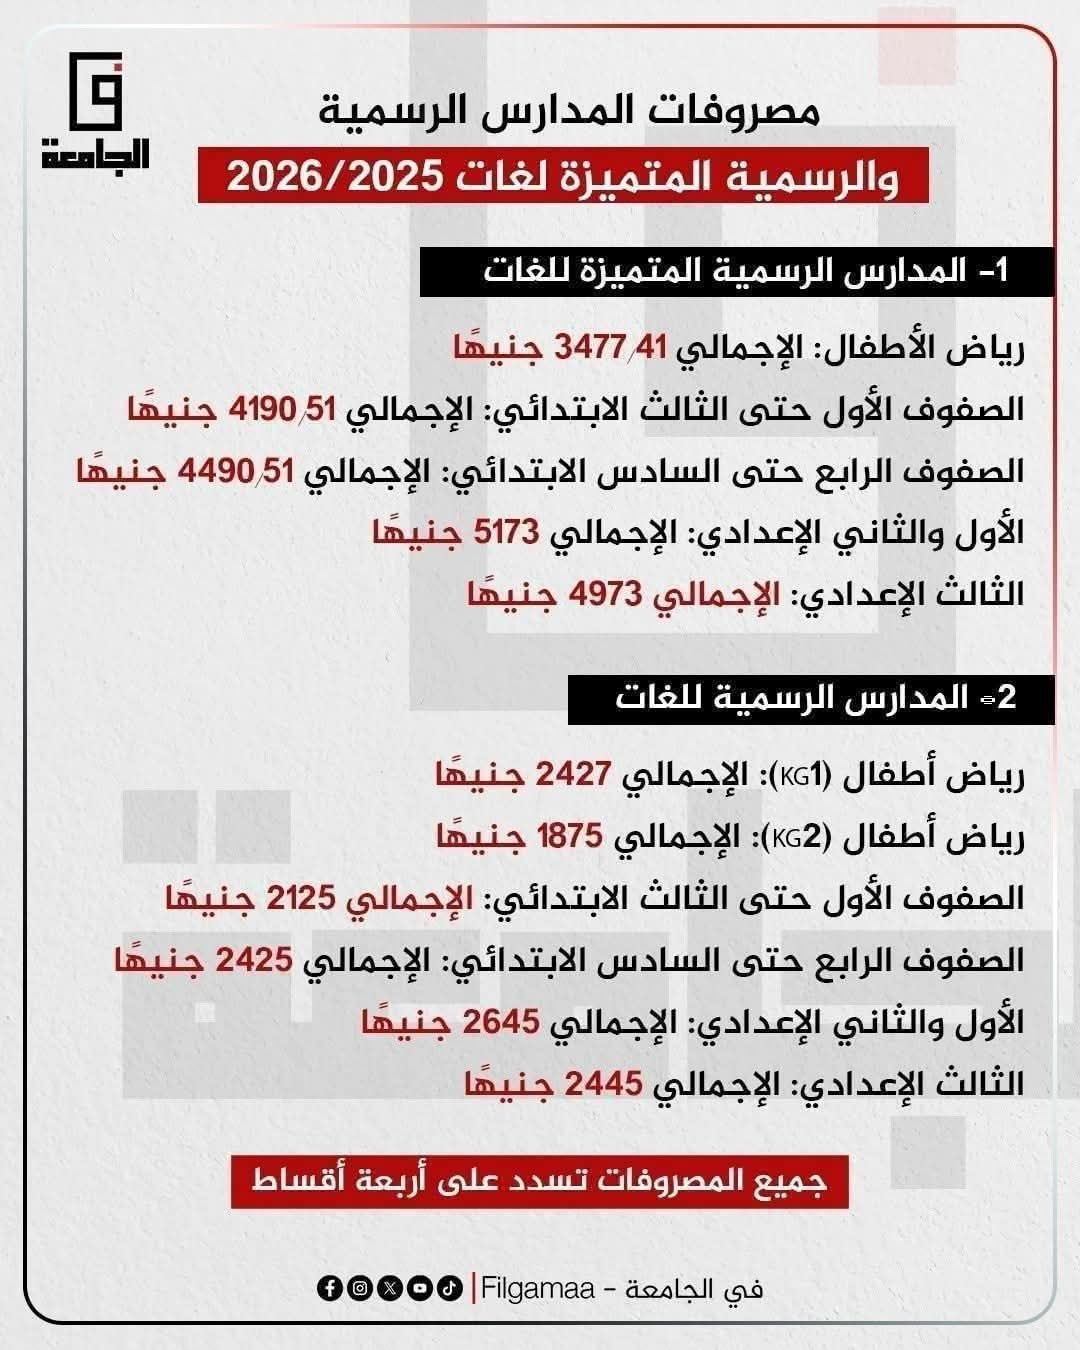 الجامعة
مصروفات المدارس الرسمية
والرسمية المتميزة لغات 2026/2025
1- المدارس الرسمية المتميزة للغات
رياض الأطفال: الإجمالي 3477/41 جنيهًا
الصفوف الأول حتى الثالث الابتدائي: الإجمالي 4190/51 جنيهًا
الصفوف الرابع حتى السادس الابتدائي: الإجمالي 4490/51 جنيهًا
الأول والثاني الإعدادي: الإجمالي 5173 جنيهًا
الثالث الإعدادي: الإجمالي 4973 جنيهًا
2- المدارس الرسمية للغات
رياض أطفال (KG1): الإجمالي 2427 جنيهًا
رياض أطفال (KG2): الإجمالي 1875 جنيهًا
الصفوف الأول حتى الثالث الابتدائي: الإجمالي 2125 جنيهًا
الصفوف الرابع حتى السادس الابتدائي: الإجمالي 2425 جنيهًا
الأول والثاني الإعدادي: الإجمالي 2645 جنيهًا
الثالث الإعدادي: الإجمالي 2445 جنيهًا
جميع المصروفات تسدد على أربعة أقساط
في الجامعة - Filgamaa